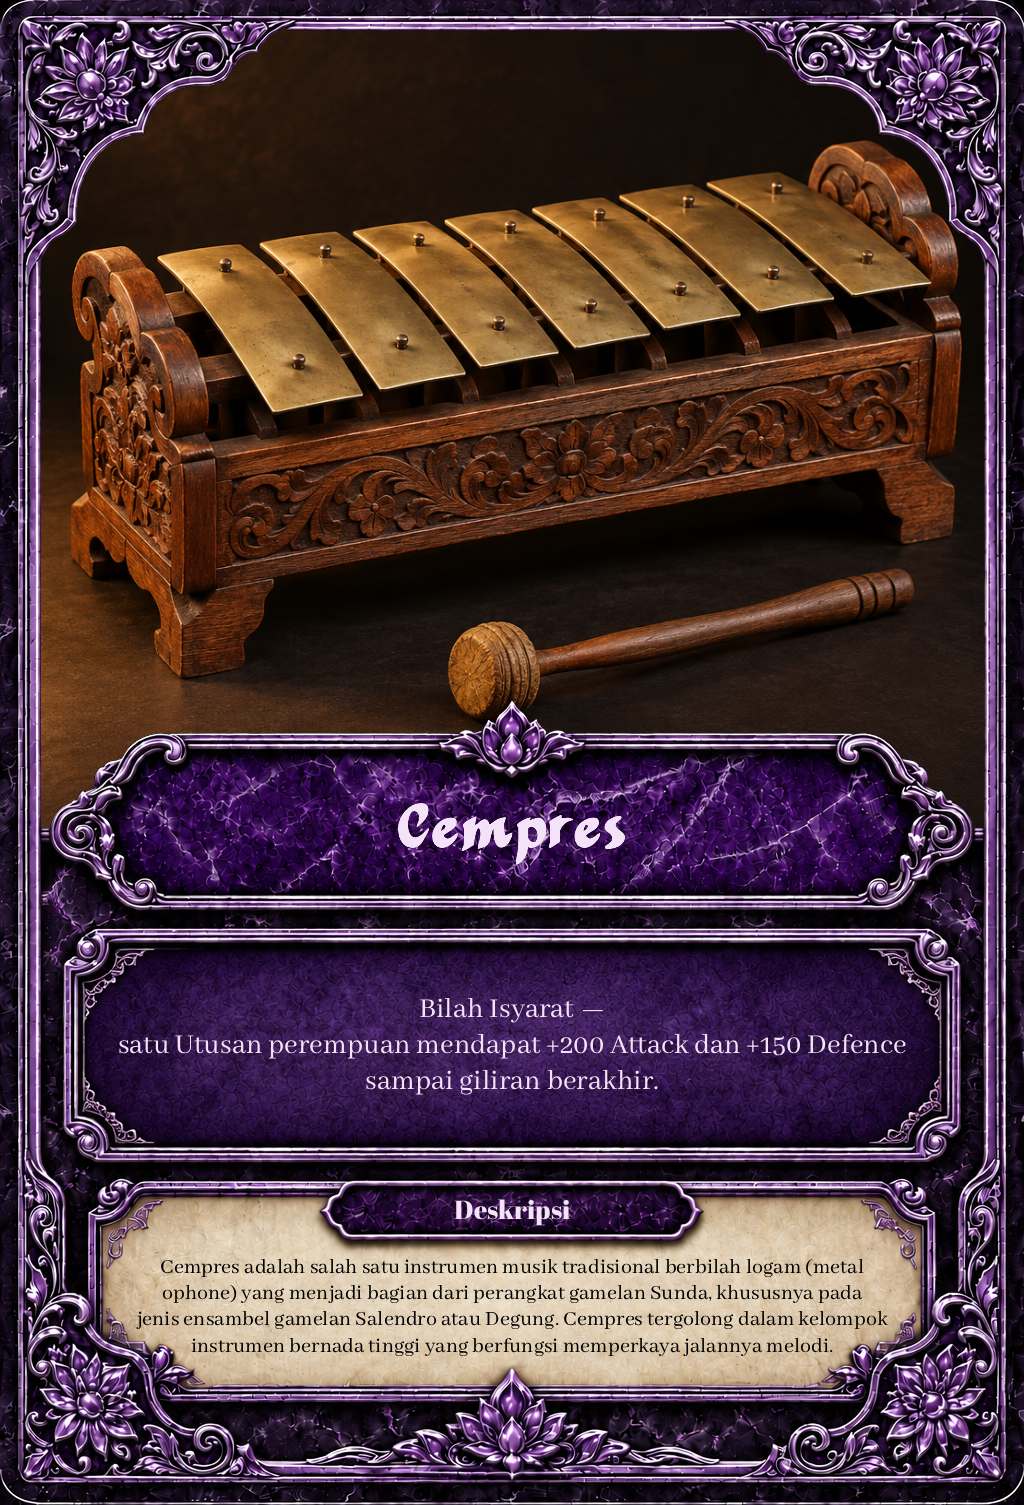 Cempres
Bilah Isyarat —
satu Utusan perempuan mendapat +200 Attack dan +150 Defence
sampai giliran berakhir.
Deskripsi
Cempres adalah salah satu instrumen musik tradisional berbilah logam (metal
ophone) yang menjadi bagian dari perangkat gamelan Sunda, khususnya pada
jenis ensambel gamelan Salendro atau Degung. Cempres tergolong dalam kelompok
instrumen bernada tinggi yang berfungsi memperkaya jalannya melodi.